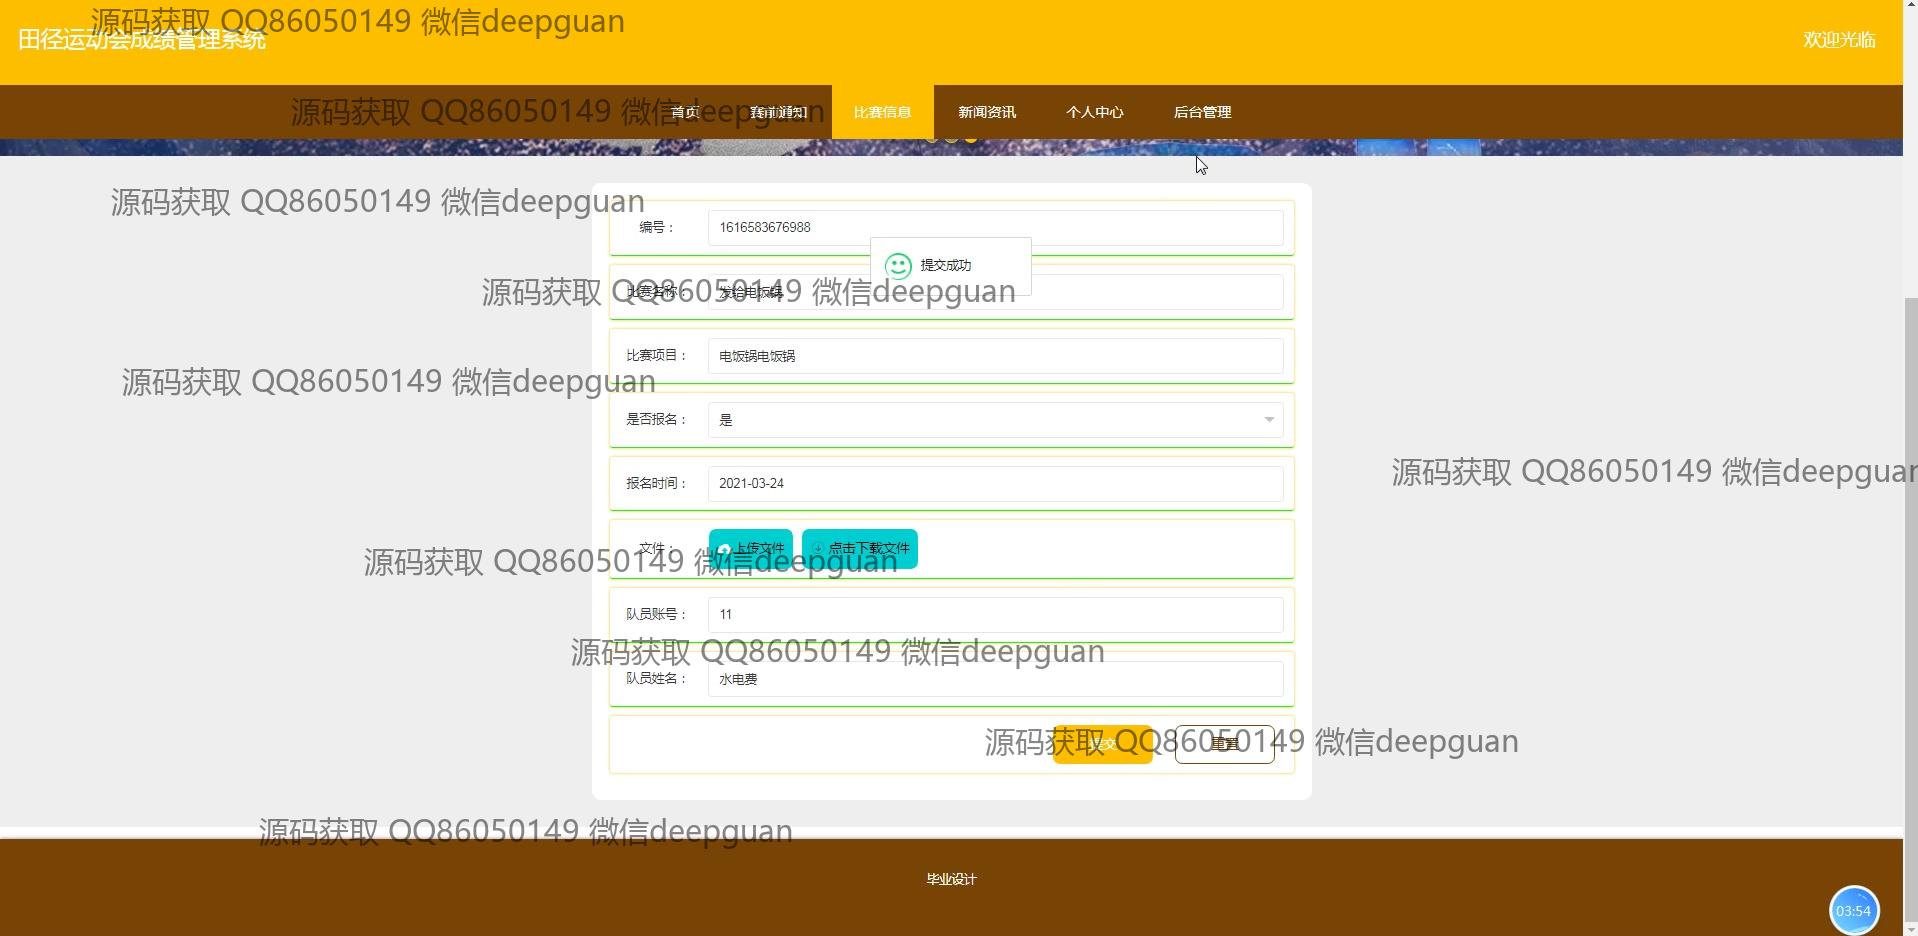 源码获取 QQ86050149 微信deepguan
田径运动会成绩管理系统
欢迎光临
源码获取 QQ86050149 微信deepguan
首页 赛前通知 比赛信息 新闻资讯 个人中心 后台管理
源码获取 QQ86050149 微信deepguan
编号： 1616583676988
提交成功
源码获取 QQ86050149 微信deepguan
比赛名称： 发给电饭锅
比赛项目： 电饭锅电饭锅
源码获取 QQ86050149 微信deepguan
是否报名： 是
源码获取 QQ86050149 微信deepguan
报名时间： 2021-03-24
文件： 上传文件 点击下载文件
源码获取 QQ86050149 微信deepguan
队员账号： 11
源码获取 QQ86050149 微信deepguan
队员姓名： 水电费
源码获取 QQ86050149 微信deepguan
提交 重置
源码获取 QQ86050149 微信deepguan
毕业设计
03:54